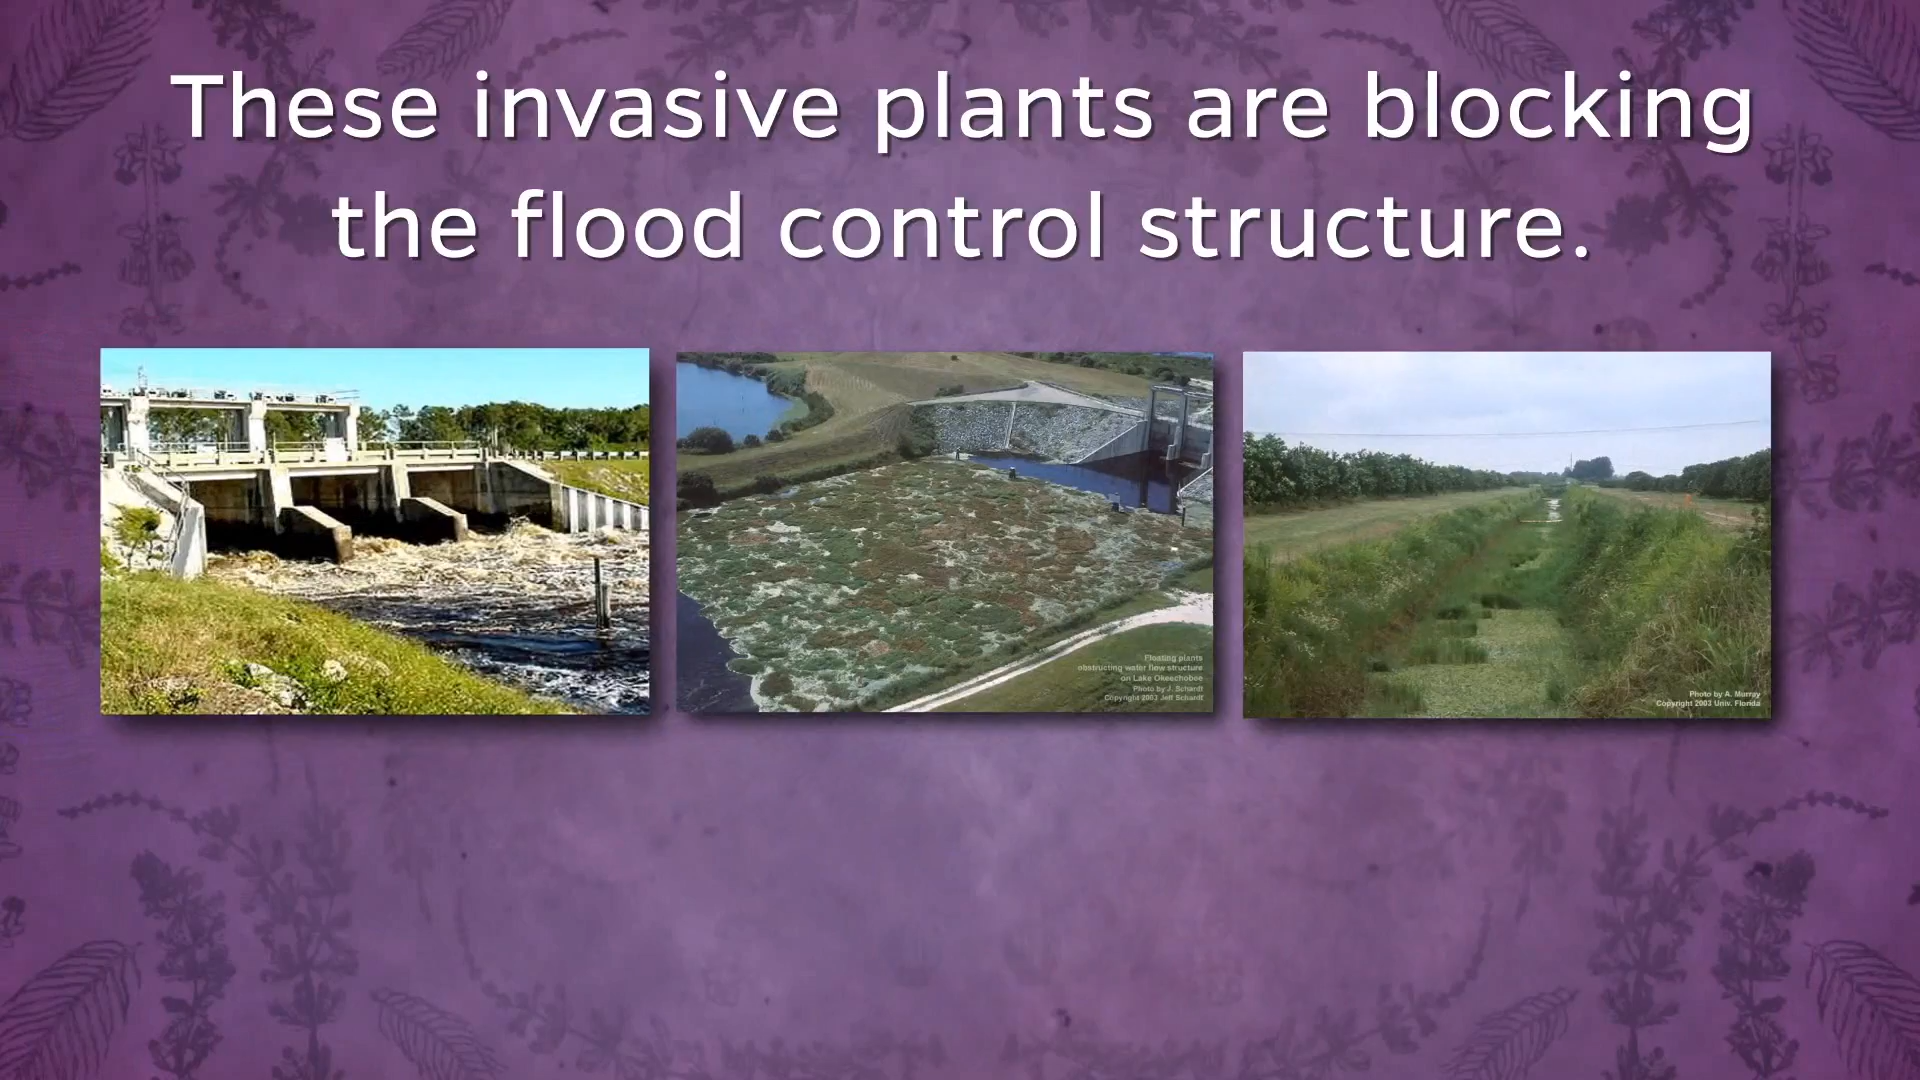 These invasive plants are blocking
the flood control structure.
Floating plants
obstructing water flow structure
on Lake Okeechobee
Photo by J. Schardt
Copyright 2003 Jeff Schardt
Photo by A. Murray
Copyright 2003 Univ. Florida